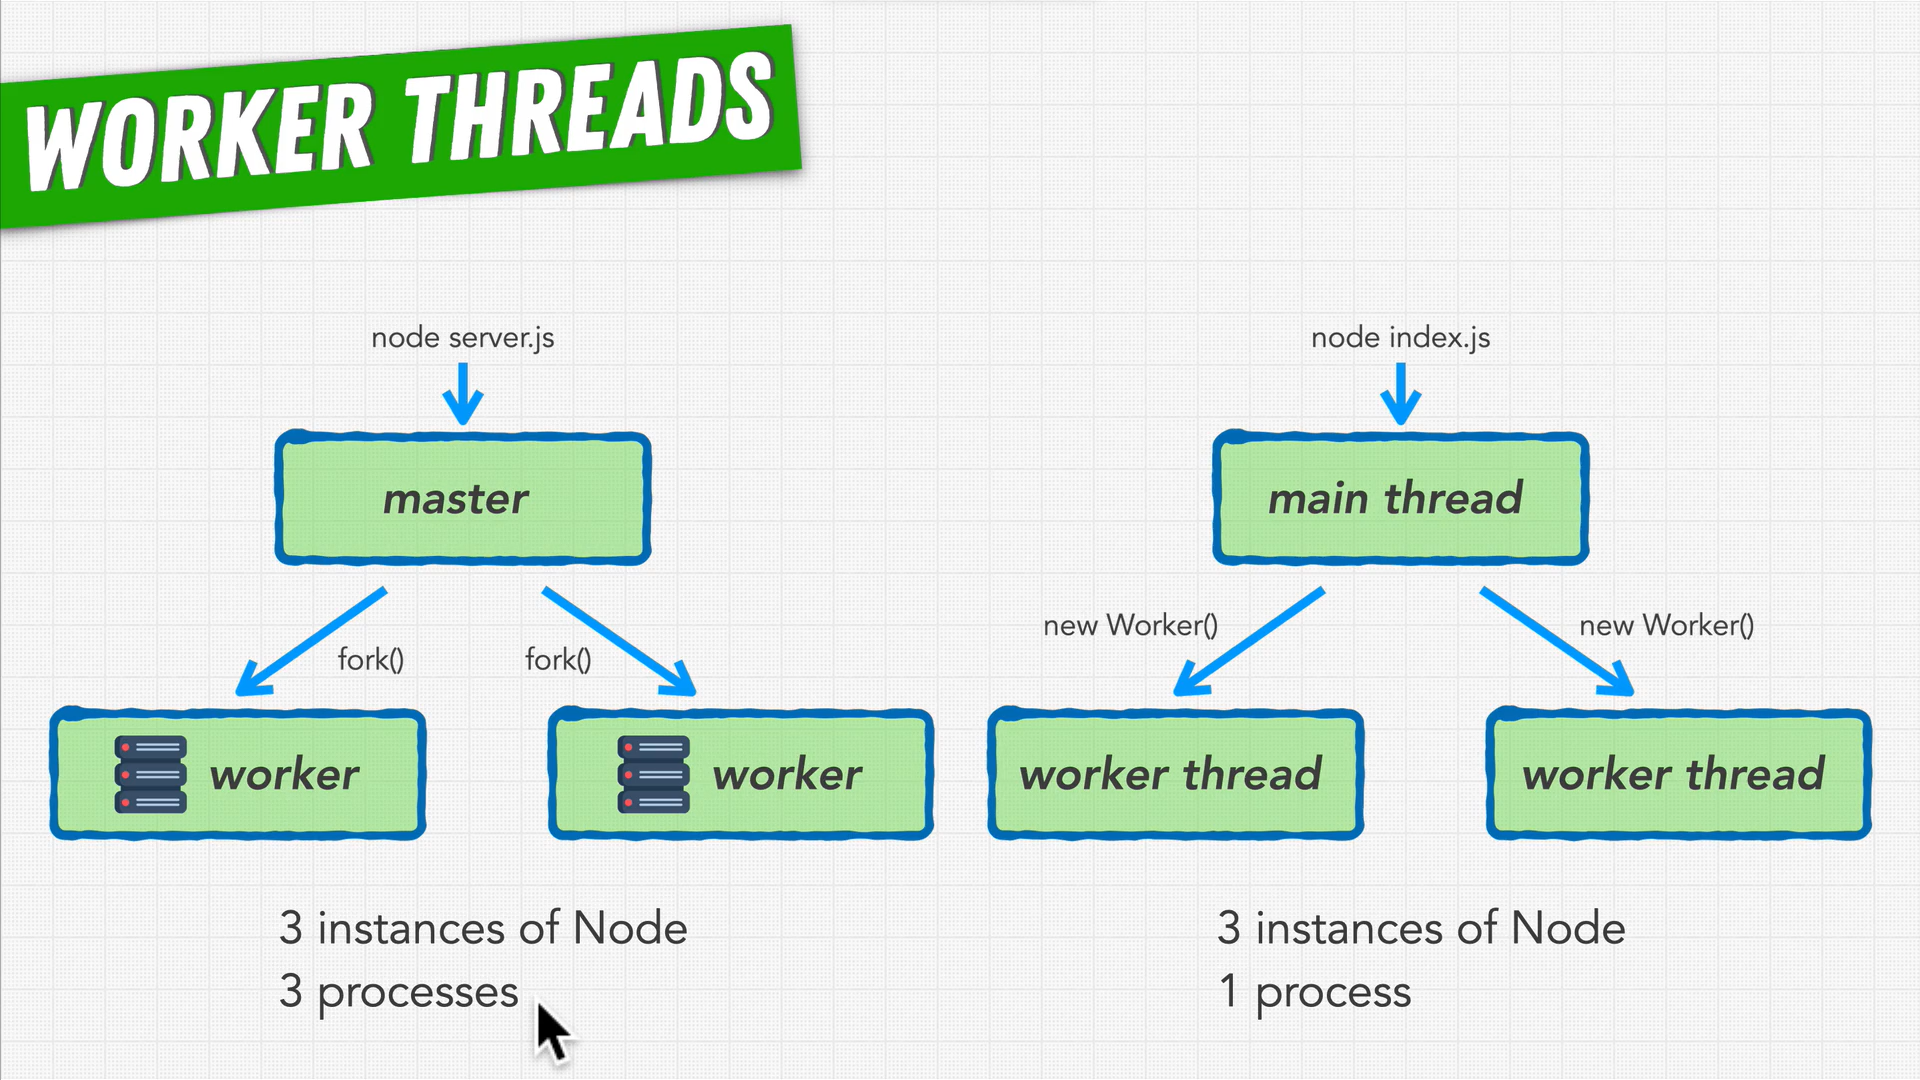 WORKER THREADS
node server.js
master
fork()
fork()
worker
worker
3 instances of Node
3 processes
node index.js
main thread
new Worker()
new Worker()
worker thread
worker thread
3 instances of Node
1 process